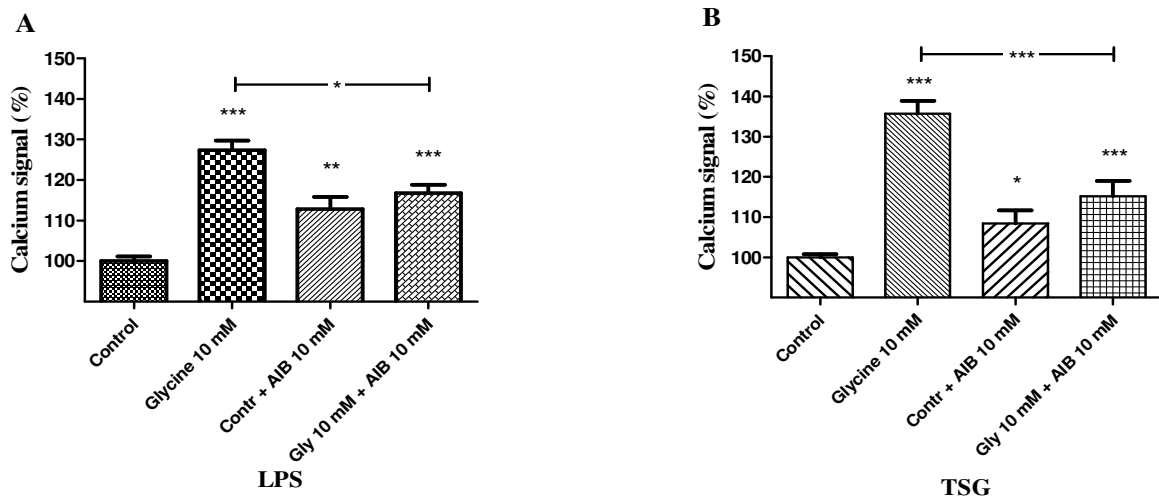 A
Calcium signal (%)
150
140
130
120
110
100
*
***
**
***
Control
Glycine 10 mM
Contr + AIB 10 mM
Gly 10 mM + AIB 10 mM
LPS
B
Calcium signal (%)
150
140
130
120
110
100
***
***
*
***
Control
Glycine 10 mM
Contr + AIB 10 mM
Gly 10 mM + AIB 10 mM
TSG